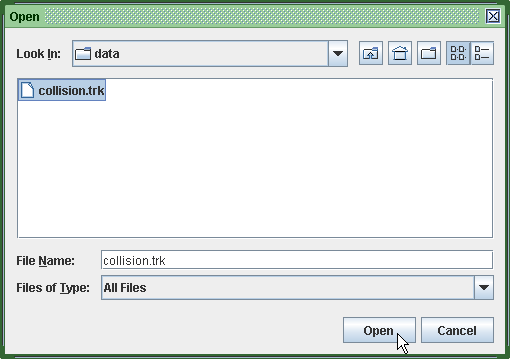 Open
Look In: data
collision.trk
File Name: collision.trk
Files of Type: All Files
Open Cancel